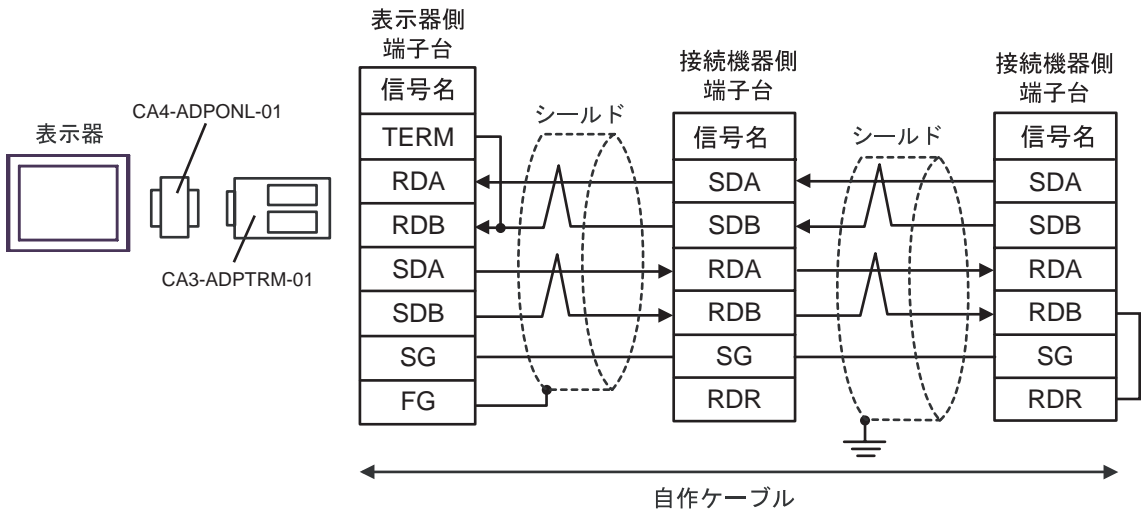 表示器
CA4-ADPONL-01
CA3-ADPTRM-01
表示器側
端子台
信号名
TERM
RDA
RDB
SDA
SDB
SG
FG
シールド
接続機器側
端子台
信号名
SDA
SDB
RDA
RDB
SG
RDR
シールド
接続機器側
端子台
信号名
SDA
SDB
RDA
RDB
SG
RDR
自作ケーブル